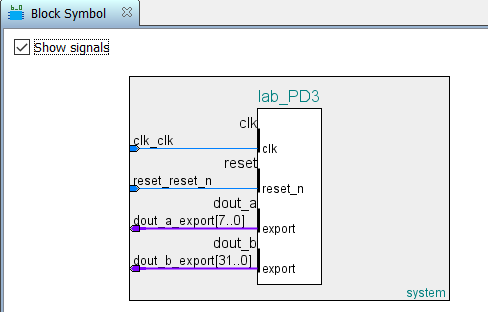 Block Symbol
Show signals
lab_PD3
clk
clk_clk
clk
reset
reset_reset_n
reset_n
dout_a
dout_a_export[7..0]
export
dout_b
dout_b_export[31..0]
export
system